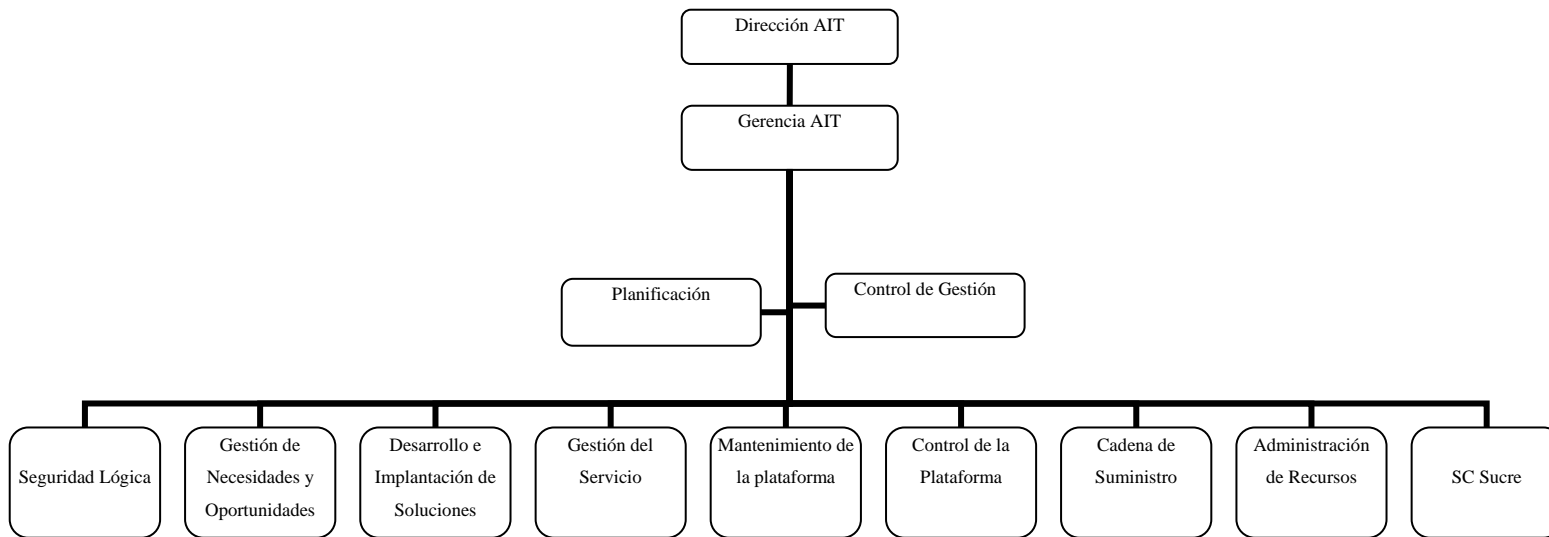 Dirección AIT
Gerencia AIT
Planificación
Control de Gestión
Seguridad Lógica
Gestión de
Necesidades y
Oportunidades
Desarrollo e
Implantación de
Soluciones
Gestión del
Servicio
Mantenimiento de
la plataforma
Control de la
Plataforma
Cadena de
Suministro
Administración
de Recursos
SC Sucre